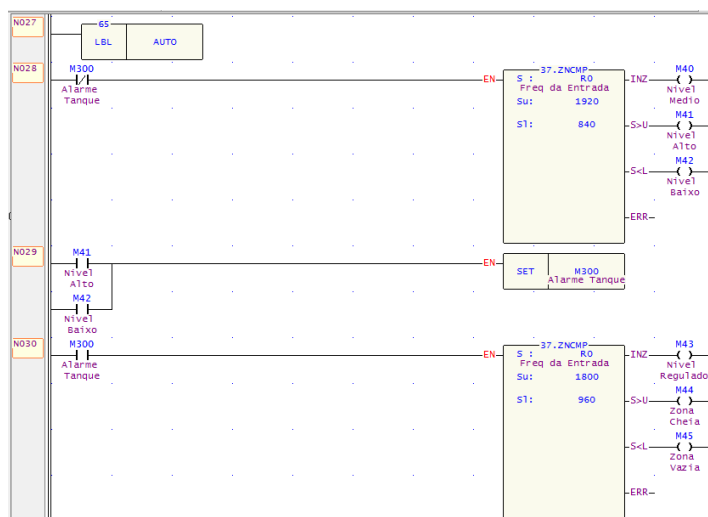 N027
65
LBL AUTO
N028
M300
Alarme
Tanque
EN
37.ZNCMP
S : R0
Freq da Entrada
Su: 1920
Sl: 840
INZ
M40
Nivel
Medio
S>U
M41
Nivel
Alto
S<L
M42
Nivel
Baixo
ERR
N029
M41
Nivel
Alto
M42
Nivel
Baixo
EN
SET M300
Alarme Tanque
N030
M300
Alarme
Tanque
EN
37.ZNCMP
S : R0
Freq da Entrada
Su: 1800
Sl: 960
INZ
M43
Nivel
Regulado
S>U
M44
Zona
Cheia
S<L
M45
Zona
Vazia
ERR